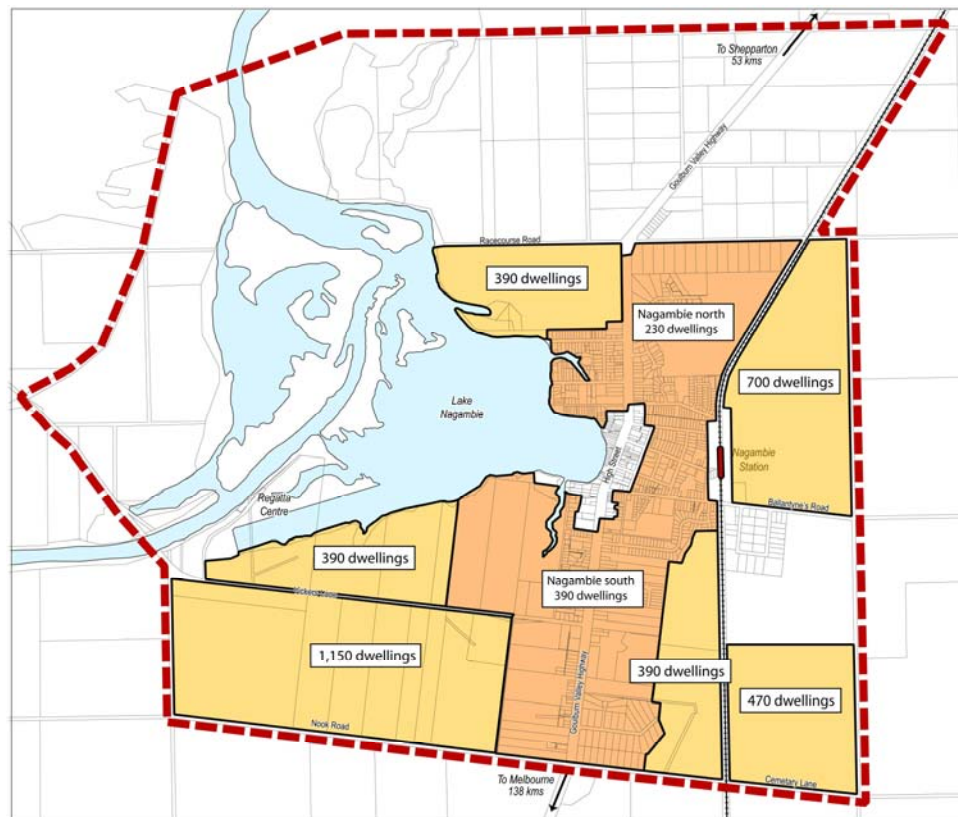 To Shepparton
53 kms
Goulburn Valley Highway
Racecourse Road
390 dwellings
Nagambie north
230 dwellings
700 dwellings
Lake
Nagambie
High Street
Nagambie
Station
Regatta
Centre
Ballantyne's Road
390 dwellings
Nagambie south
390 dwellings
1,150 dwellings
390 dwellings
470 dwellings
Goulburn Valley Highway
Nook Road
To Melbourne
138 kms
Cemetary Lane